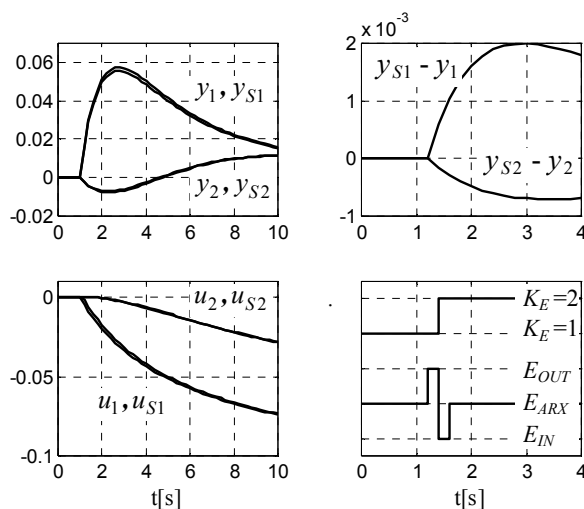 0.06
0.04
0.02
0
-0.02
0 2 4 6 8 10
y1, yS1
y2, yS2
2 x 10-3
1
0
-1
0 1 2 3 4
yS1 - y1
yS2 - y2
0
-0.05
-0.1
0 2 4 6 8 10
t[s]
u2, uS2
u1, uS1
KE=2
KE=1
EOUT
EARX
EIN
0 1 2 3 4
t[s]